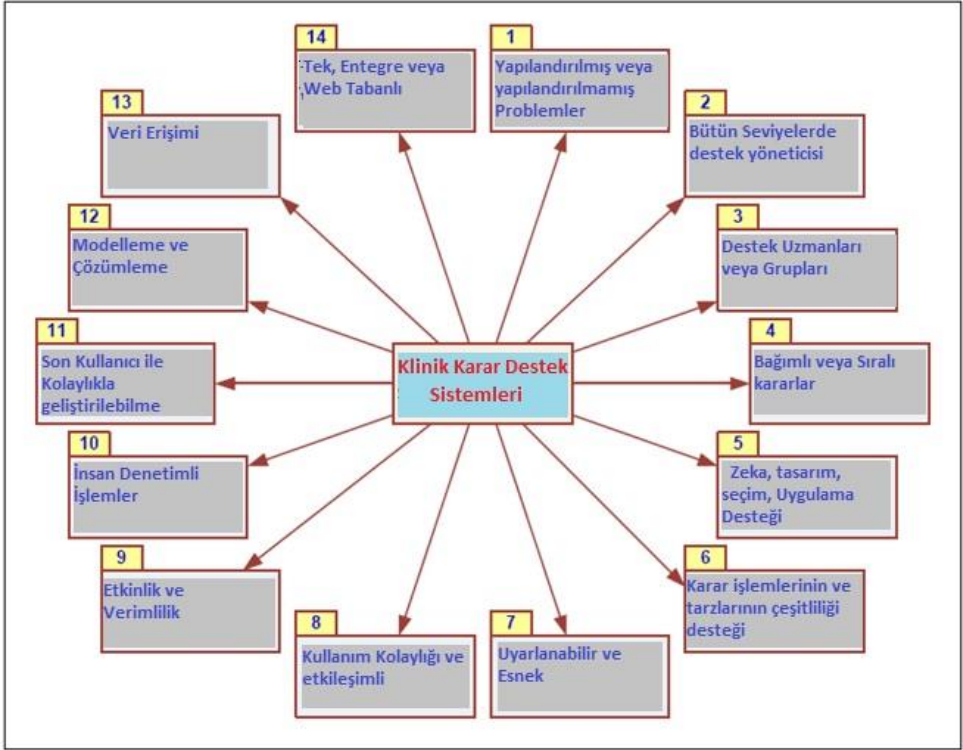 Klinik Karar Destek
Sistemleri
1
Yapılandırılmış veya
yapılandırılmamış
Problemler
2
Bütün Seviyelerde
destek yöneticisi
3
Destek Uzmanları
veya Grupları
4
Bağımlı veya Sıralı
kararlar
5
Zeka, tasarım,
seçim, Uygulama
Desteği
6
Karar işlemlerinin ve
tarzlarının çeşitliliği
desteği
7
Uyarlanabilir ve
Esnek
8
Kullanım Kolaylığı ve
etkileşimli
9
Etkinlik ve
Verimlilik
10
İnsan Denetimli
İşlemler
11
Son Kullanıcı ile
Kolaylıkla
geliştirilebilme
12
Modelleme ve
Çözümleme
13
Veri Erişimi
14
Tek, Entegre veya
Web Tabanlı